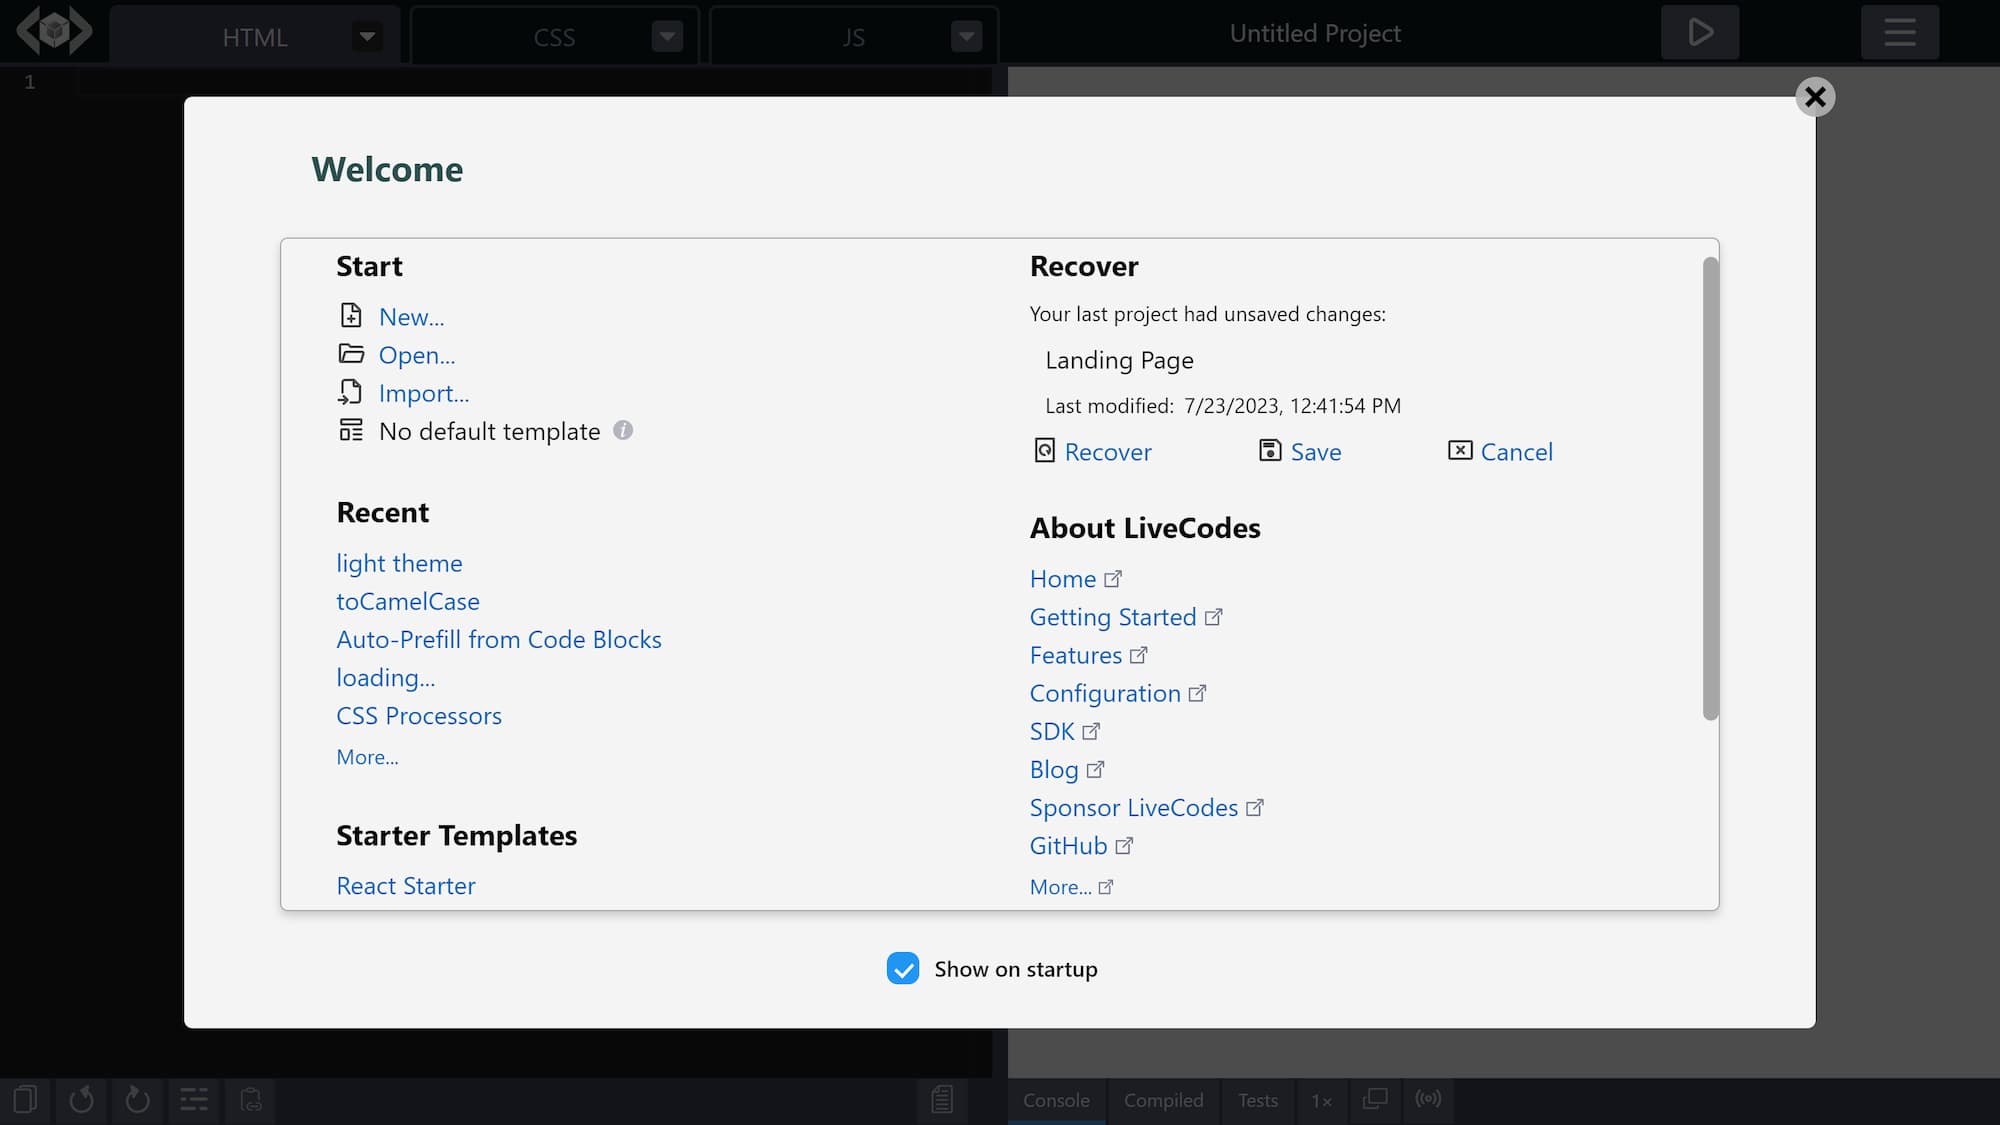 HTML
CSS
JS
Untitled Project
1
Welcome
Start
New...
Open...
Import...
No default template
Recent
light theme
toCamelCase
Auto-Prefill from Code Blocks
loading...
CSS Processors
More...
Starter Templates
React Starter
Recover
Your last project had unsaved changes:
Landing Page
Last modified: 7/23/2023, 12:41:54 PM
Recover
Save
Cancel
About LiveCodes
Home
Getting Started
Features
Configuration
SDK
Blog
Sponsor LiveCodes
GitHub
More...
Show on startup
Console
Compiled
Tests
1×